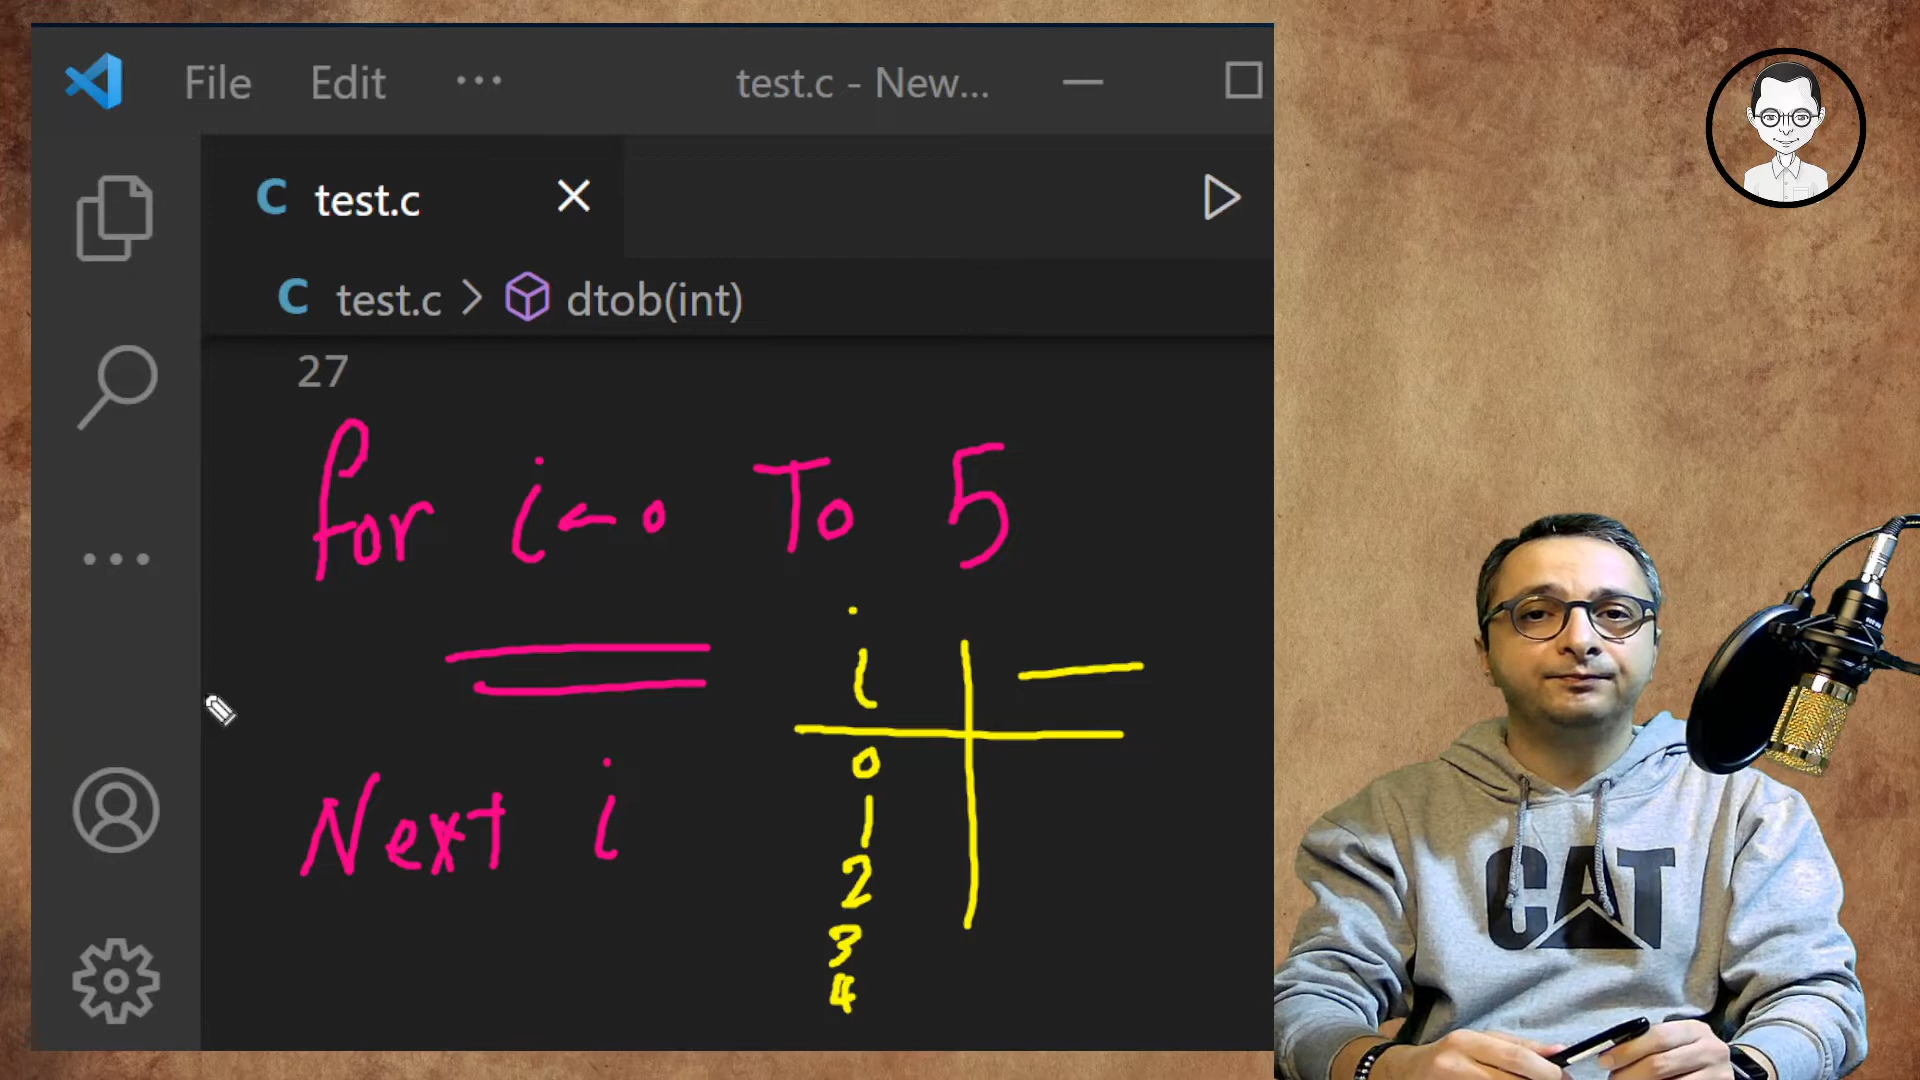 File Edit ... test.c - New...
C test.c
C test.c > dtob(int)
27
for i ← 0 To 5
i
0
1
2
3
4
Next i
CAT